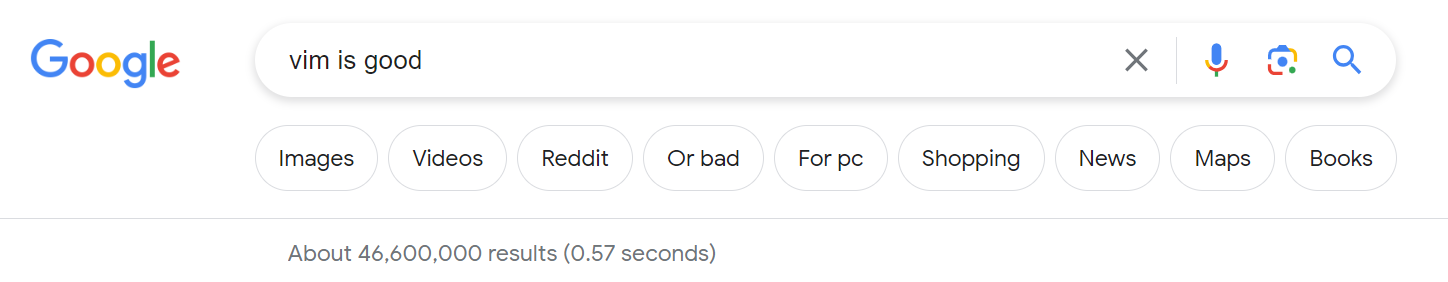 Google
vim is good
Images Videos Reddit Or bad For pc Shopping News Maps Books
About 46,600,000 results (0.57 seconds)